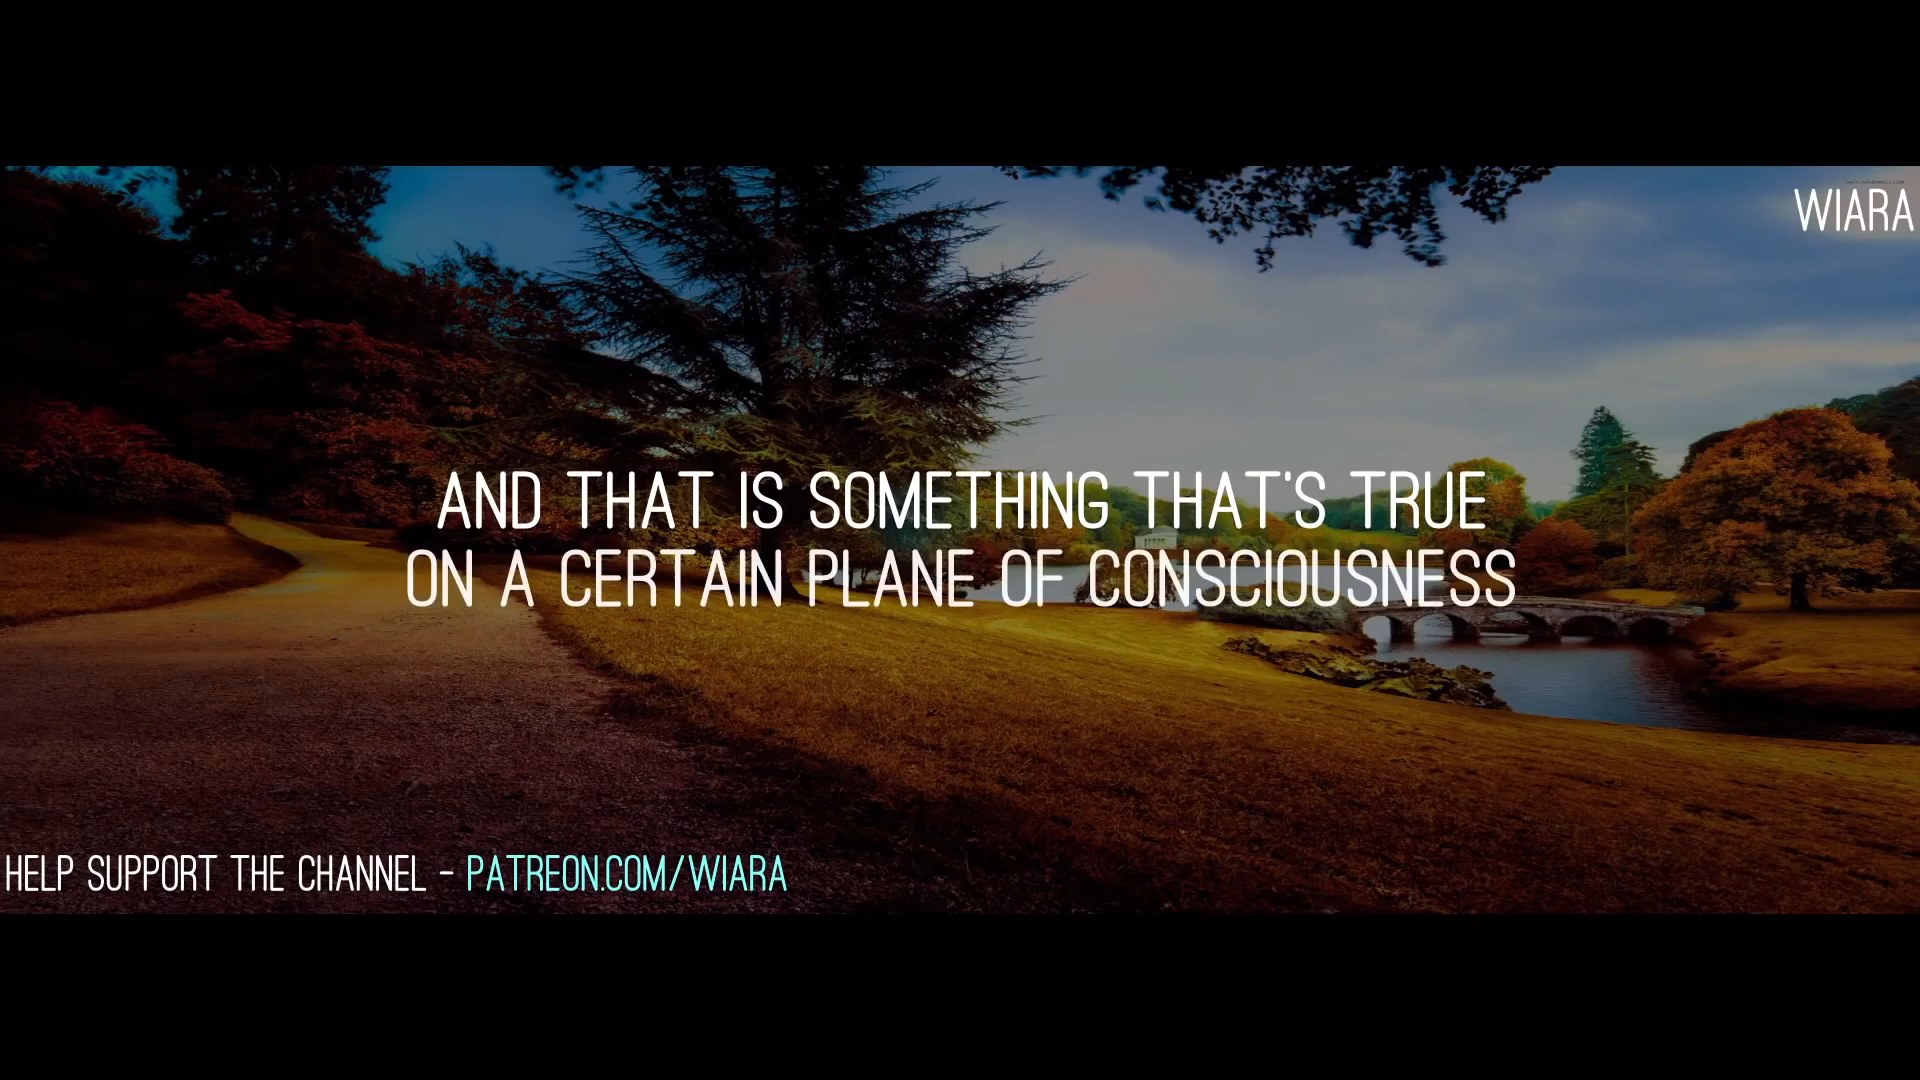 WIARA
AND THAT IS SOMETHING THAT'S TRUE
ON A CERTAIN PLANE OF CONSCIOUSNESS
HELP SUPPORT THE CHANNEL - PATREON.COM/WIARA